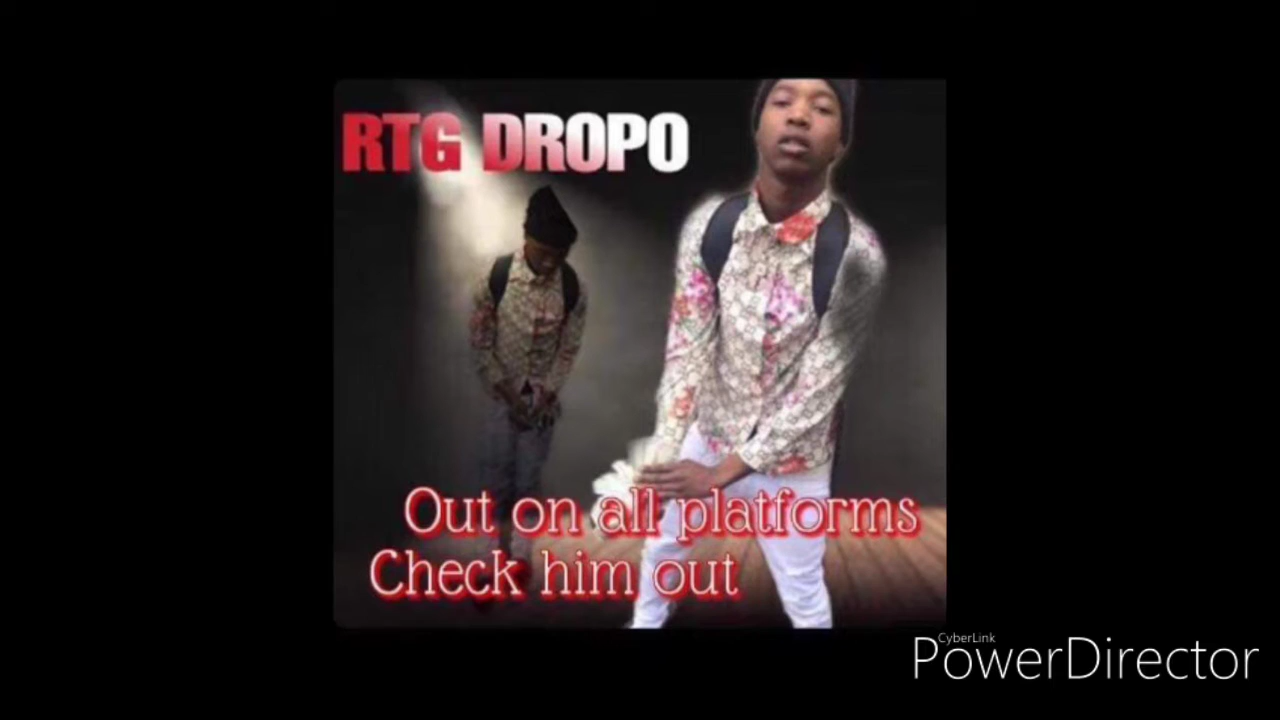 RTG DROPO
Out on all platforms
Check him out
CyberLink
PowerDirector